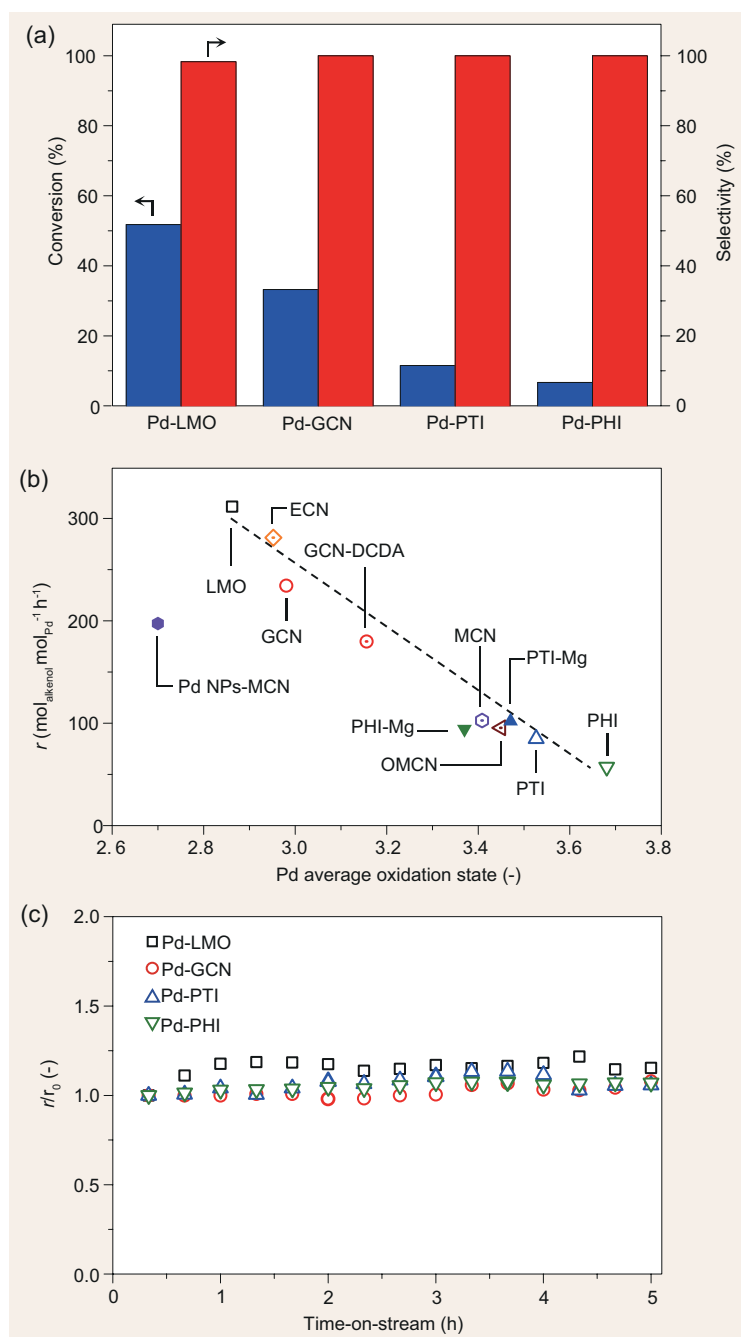 (a)
100
80
60
40
20
0
Conversion (%)
100
80
60
40
20
0
Selectivity (%)
Pd-LMO Pd-GCN Pd-PTI Pd-PHI
(b)
300
200
100
0
r (mol_alkenol mol_Pd⁻¹ h⁻¹)
ECN
GCN-DCDA
LMO
GCN
MCN
PTI-Mg
Pd NPs-MCN
PHI-Mg
PHI
OMCN
PTI
2.6 2.8 3.0 3.2 3.4 3.6 3.8
Pd average oxidation state (-)
(c)
2.0
1.5
1.0
0.5
0.0
r/r₀ (-)
Pd-LMO
Pd-GCN
Pd-PTI
Pd-PHI
0 1 2 3 4 5
Time-on-stream (h)